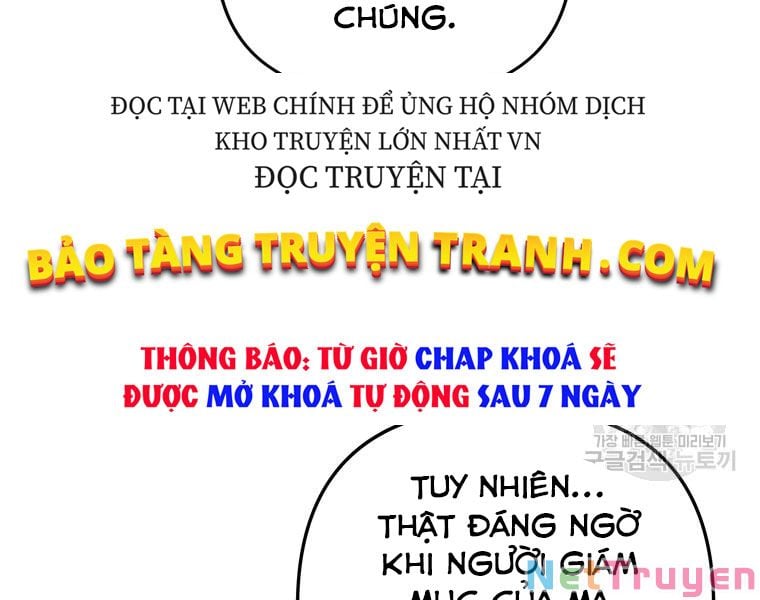 CHÚNG.
ĐỌC TẠI WEB CHÍNH ĐỂ ỦNG HỘ NHÓM DỊCH
KHO TRUYỆN LỚN NHẤT VN
ĐỌC TRUYỆN TẠI
BẢO TÀNG TRUYỆN TRANH.COM
THÔNG BÁO: TỪ GIỜ CHAP KHOÁ SẼ
ĐƯỢC MỞ KHOÁ TỰ ĐỘNG SAU 7 NGÀY
가장 빠른 웹툰 미리보기
구글검색 뉴토끼
TUY NHIÊN...
THẬT ĐÁNG NGỜ
KHI NGƯỜI GIÁM
MỤC CỦA MA
NetTruyen